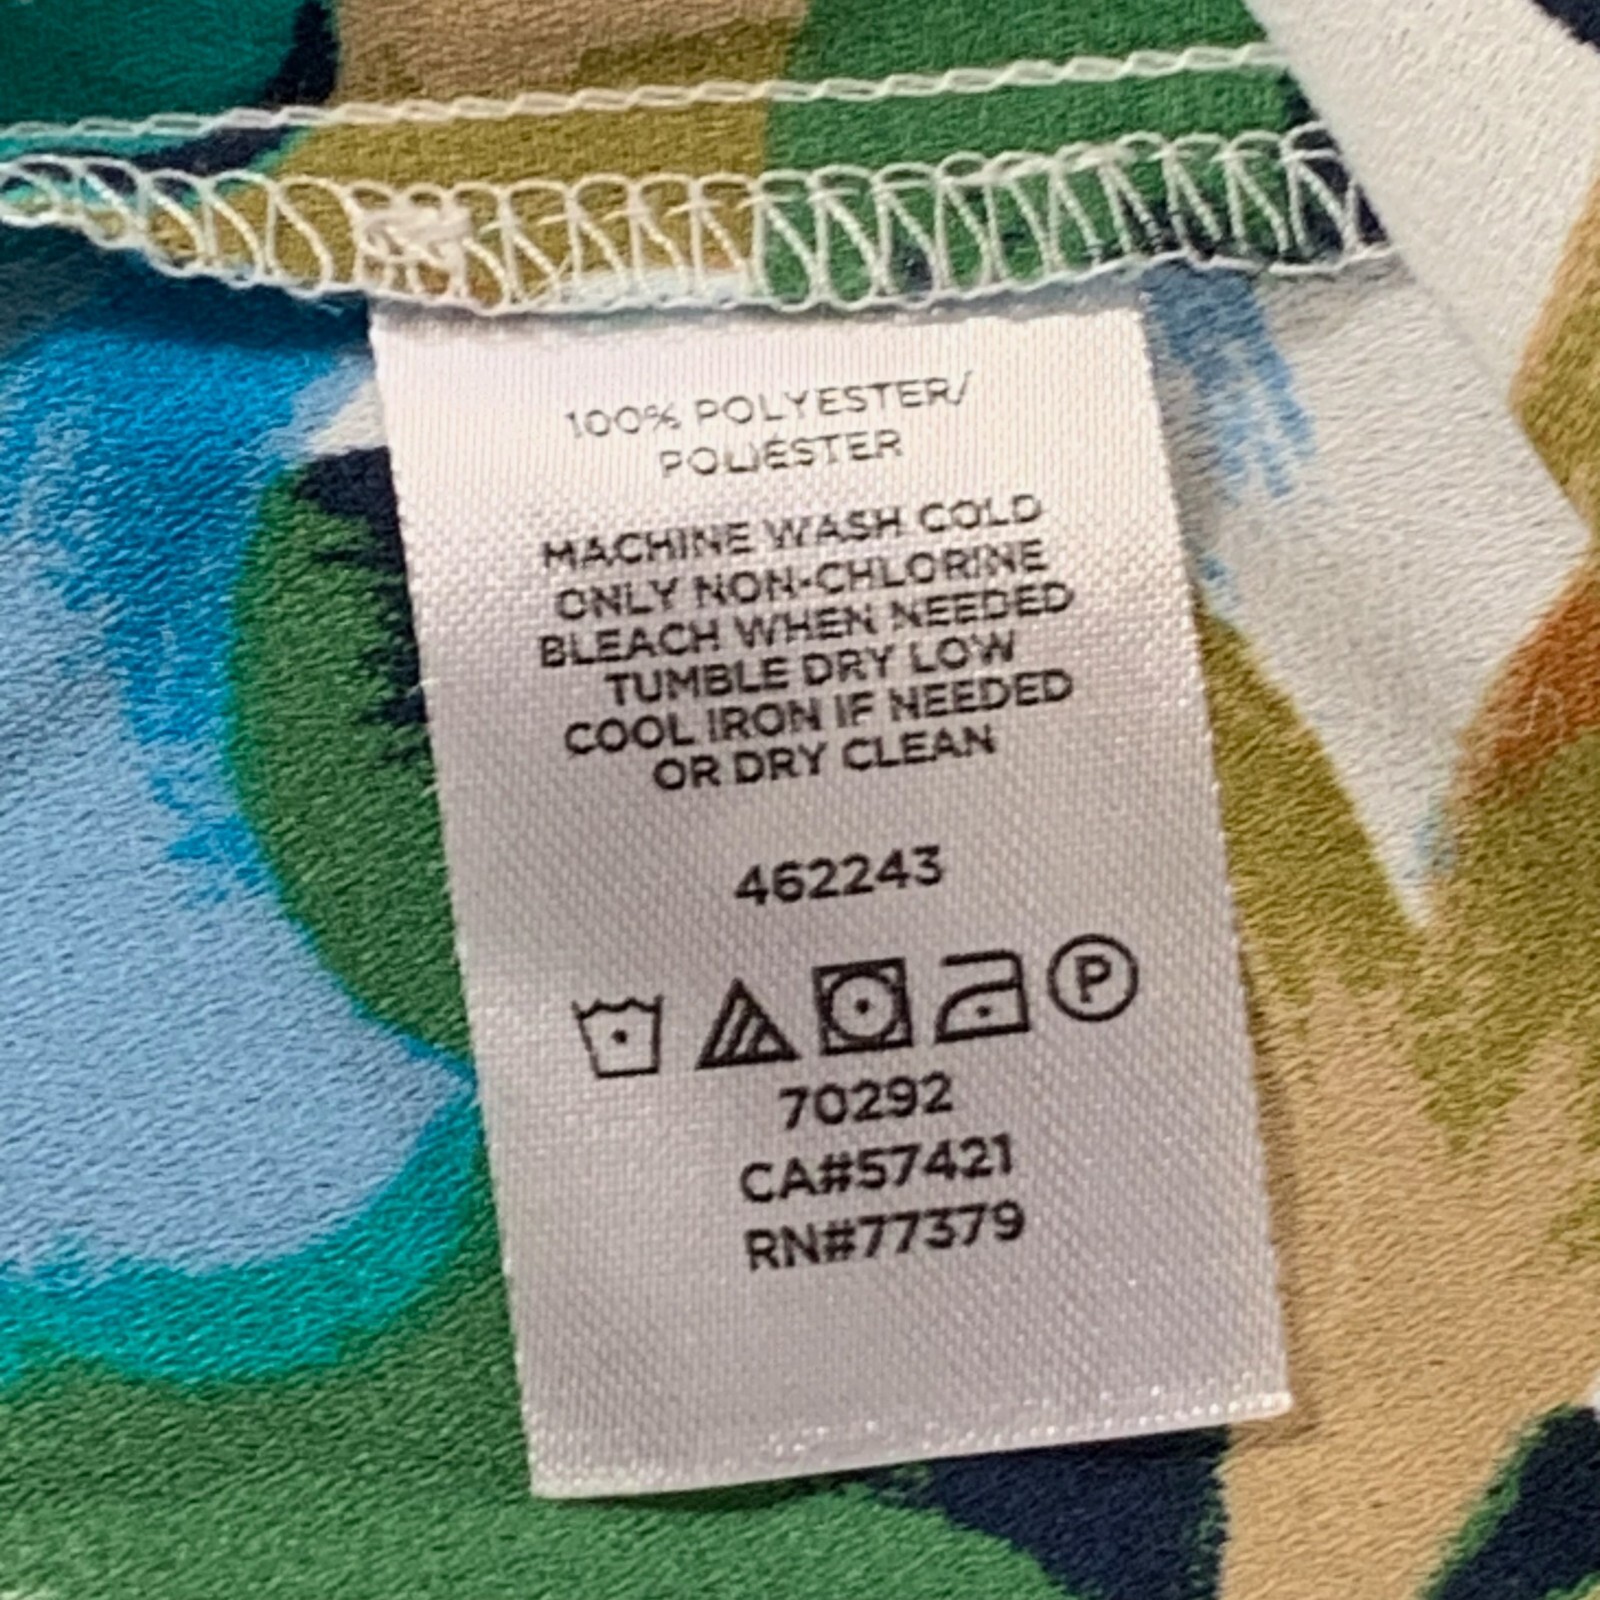 100% POLYESTER/
POLIÉSTER
MACHINE WASH COLD
ONLY NON-CHLORINE
BLEACH WHEN NEEDED
TUMBLE DRY LOW
COOL IRON IF NEEDED
OR DRY CLEAN
462243
P
70292
CA#57421
RN#77379